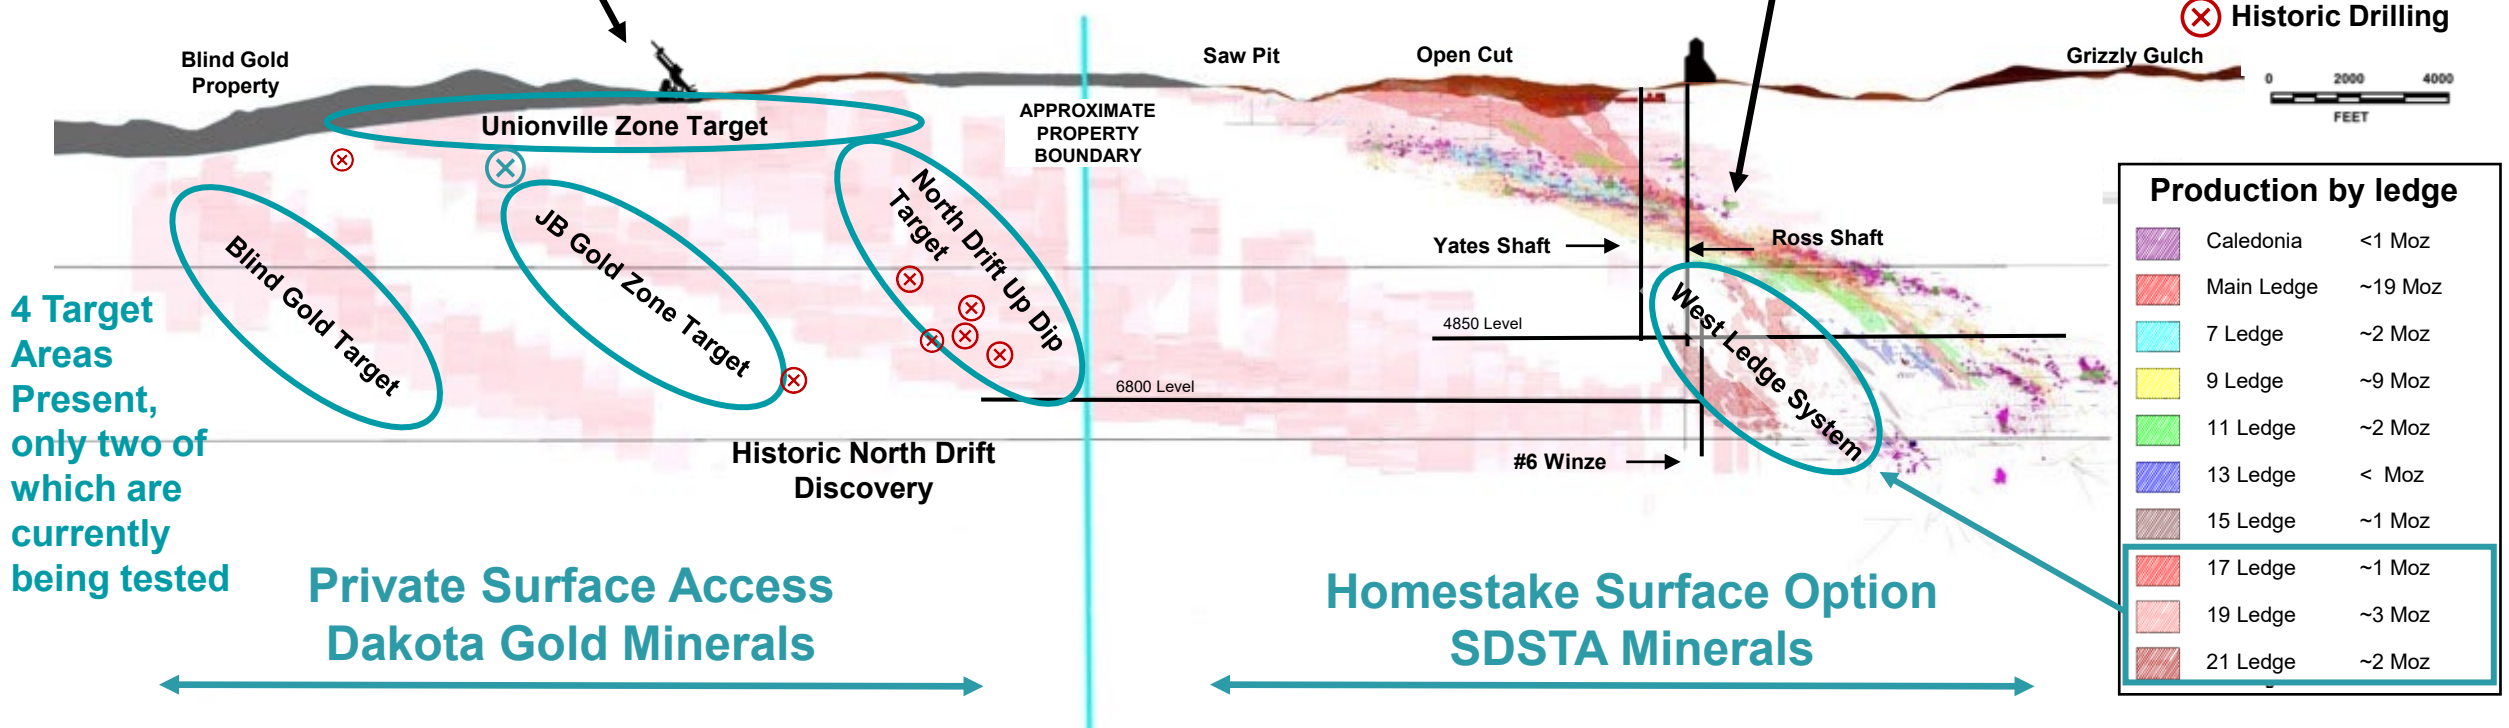 Historic Drilling
Blind Gold
Property
Saw Pit
Open Cut
Grizzly Gulch
0 2000 4000
FEET
Unionville Zone Target
APPROXIMATE
PROPERTY
BOUNDARY
North Drift Up Dip
Target
JB Gold Zone Target
Blind Gold Target
Yates Shaft
Ross Shaft
West Ledge System
4850 Level
6800 Level
#6 Winze
Historic North Drift
Discovery
4 Target
Areas
Present,
only two of
which are
currently
being tested
Private Surface Access
Dakota Gold Minerals
Homestake Surface Option
SDSTA Minerals
Production by ledge
Caledonia <1 Moz
Main Ledge ~19 Moz
7 Ledge ~2 Moz
9 Ledge ~9 Moz
11 Ledge ~2 Moz
13 Ledge < Moz
15 Ledge ~1 Moz
17 Ledge ~1 Moz
19 Ledge ~3 Moz
21 Ledge ~2 Moz